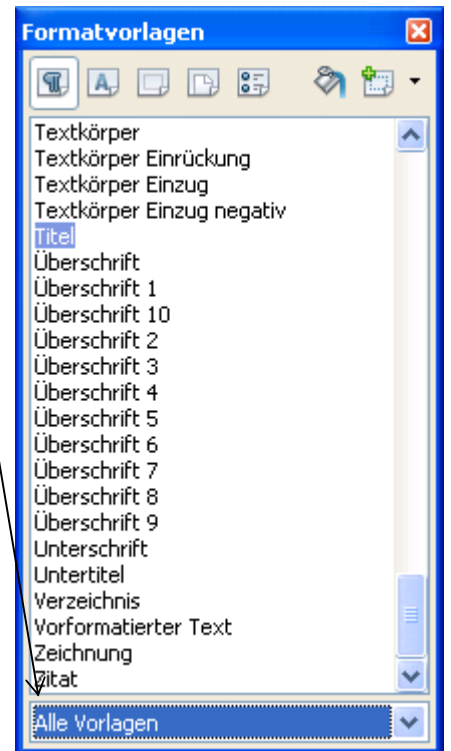 Formatvorlagen
Textkörper
Textkörper Einrückung
Textkörper Einzug
Textkörper Einzug negativ
Titel
Überschrift
Überschrift 1
Überschrift 10
Überschrift 2
Überschrift 3
Überschrift 4
Überschrift 5
Überschrift 6
Überschrift 7
Überschrift 8
Überschrift 9
Unterschrift
Untertitel
Verzeichnis
Vorformatierter Text
Zeichnung
Zitat
Alle Vorlagen